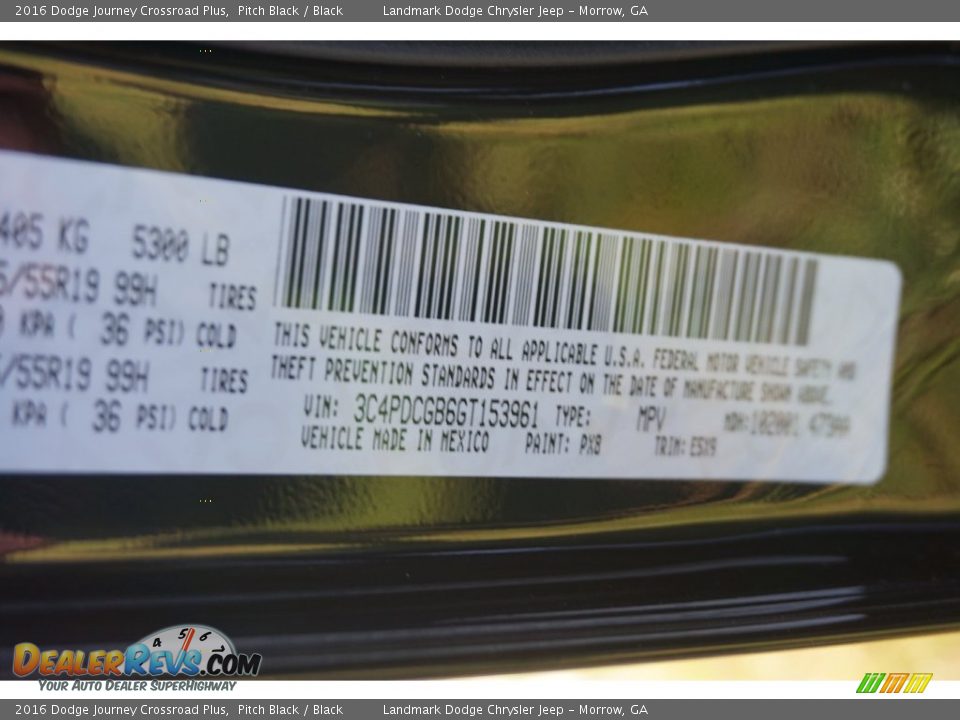 2016 Dodge Journey Crossroad Plus, Pitch Black / Black Landmark Dodge Chrysler Jeep – Morrow, GA
405 KG 5300 LB
/55R19 99H TIRES
KPA ( 36 PSI) COLD
/55R19 99H TIRES
KPA ( 36 PSI) COLD
THIS VEHICLE CONFORMS TO ALL APPLICABLE U.S.A. FEDERAL MOTOR VEHICLE SAFETY AND
THEFT PREVENTION STANDARDS IN EFFECT ON THE DATE OF MANUFACTURE SHOWN ABOVE.
VIN: 3C4PDCGB6GT153961 TYPE: MPV
VEHICLE MADE IN MEXICO PAINT: PX8 TRIM: ESX9
4 5 6
DEALERREVS.COM
YOUR AUTO DEALER SUPERHIGHWAY
2016 Dodge Journey Crossroad Plus, Pitch Black / Black Landmark Dodge Chrysler Jeep – Morrow, GA